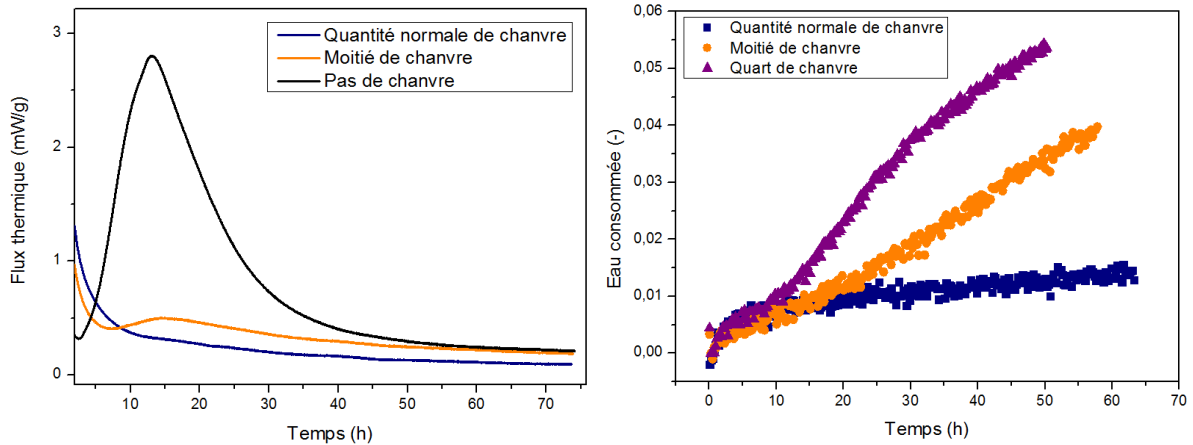 Flux thermique (mW/g)
3
2
1
0
Quantité normale de chanvre
Moitié de chanvre
Pas de chanvre
10 20 30 40 50 60 70
Temps (h)
Eau consommée (-)
0,06
0,05
0,04
0,03
0,02
0,01
0,00
Quantité normale de chanvre
Moitié de chanvre
Quart de chanvre
0 10 20 30 40 50 60 70
Temps (h)